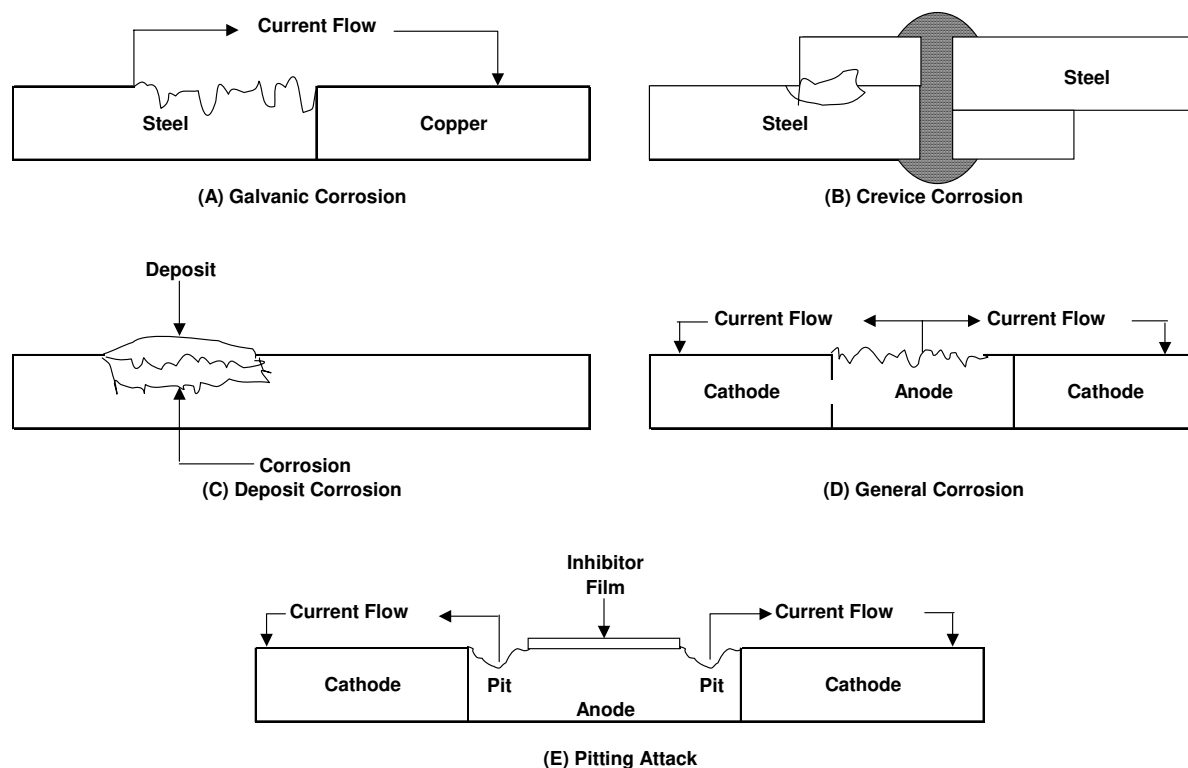 Current Flow
Steel
Copper
(A) Galvanic Corrosion
Steel
Steel
(B) Crevice Corrosion
Deposit
Corrosion
(C) Deposit Corrosion
Current Flow
Current Flow
Cathode
Anode
Cathode
(D) General Corrosion
Inhibitor
Film
Current Flow
Current Flow
Cathode
Pit
Pit
Cathode
Anode
(E) Pitting Attack